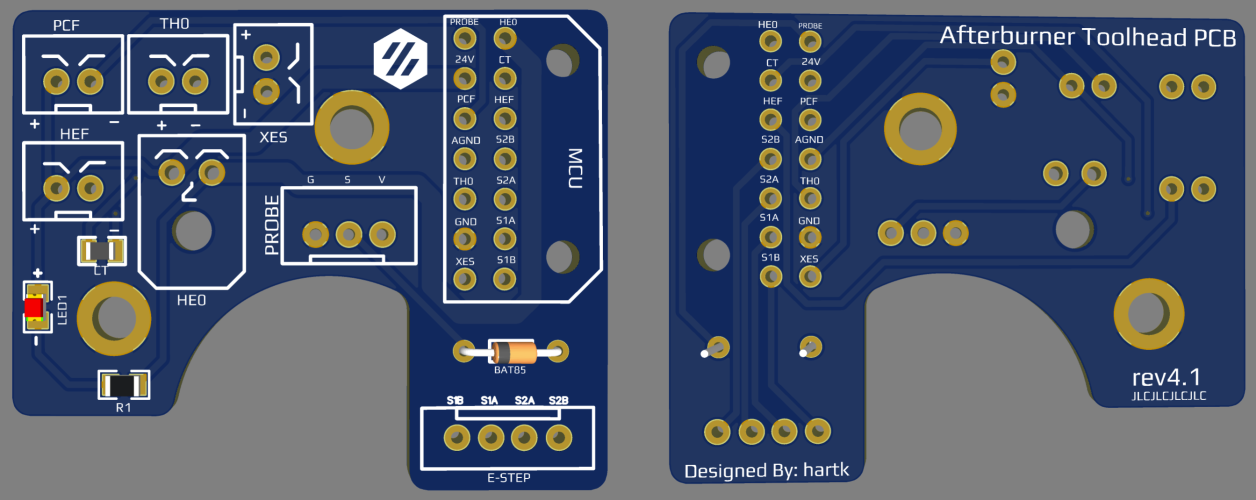 PCF
TH0
+
-
+ -
+
-
XES
HEF
+
-
CT
HE0
+
LED1
-
R1
PROBE
G S V
PROBE HE0
24V CT
PCF HEF
AGND S2B
TH0 S2A
GND S1A
XES S1B
MCU
BAT85
S1B S1A S2A S2B
E-STEP
Afterburner Toolhead PCB
HE0 PROBE
CT 24V
HEF PCF
S2B AGND
S2A TH0
S1A GND
S1B XES
rev4.1
JLCJLCJLCJLC
Designed By: hartk